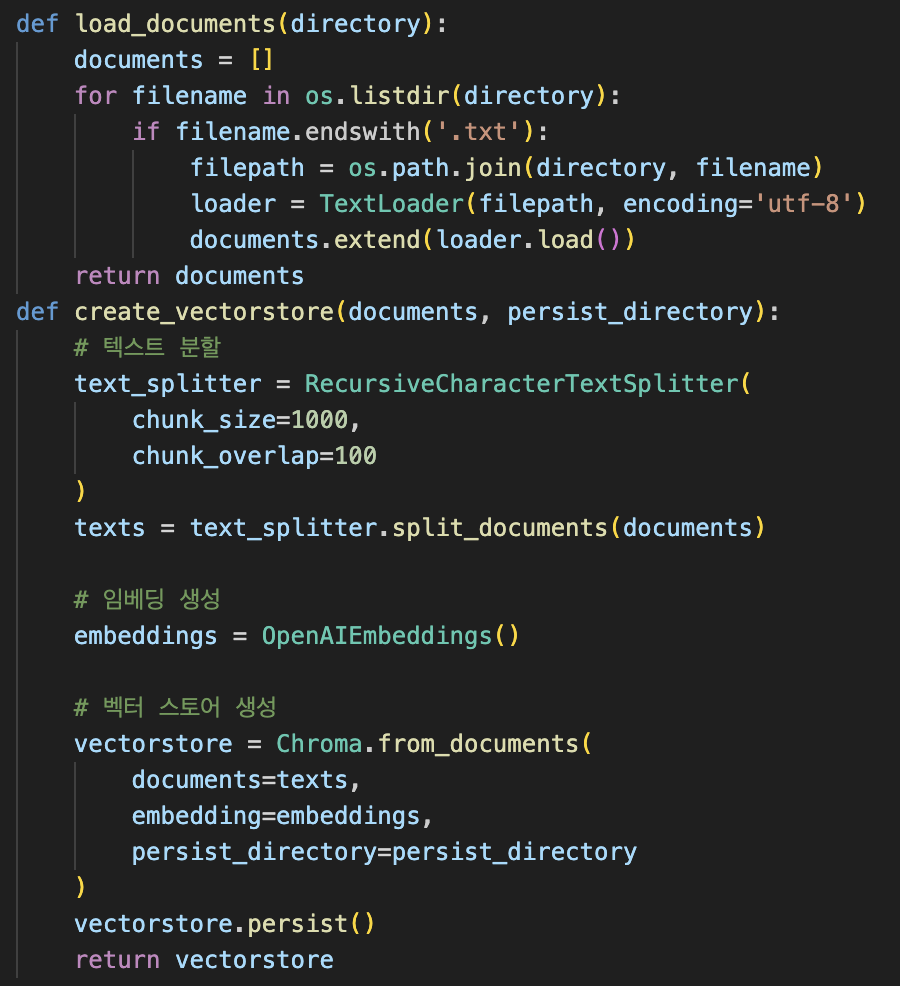 def load_documents(directory):
    documents = []
    for filename in os.listdir(directory):
        if filename.endswith('.txt'):
            filepath = os.path.join(directory, filename)
            loader = TextLoader(filepath, encoding='utf-8')
            documents.extend(loader.load())
    return documents
def create_vectorstore(documents, persist_directory):
    # 텍스트 분할
    text_splitter = RecursiveCharacterTextSplitter(
        chunk_size=1000,
        chunk_overlap=100
    )
    texts = text_splitter.split_documents(documents)

    # 임베딩 생성
    embeddings = OpenAIEmbeddings()

    # 벡터 스토어 생성
    vectorstore = Chroma.from_documents(
        documents=texts,
        embedding=embeddings,
        persist_directory=persist_directory
    )
    vectorstore.persist()
    return vectorstore